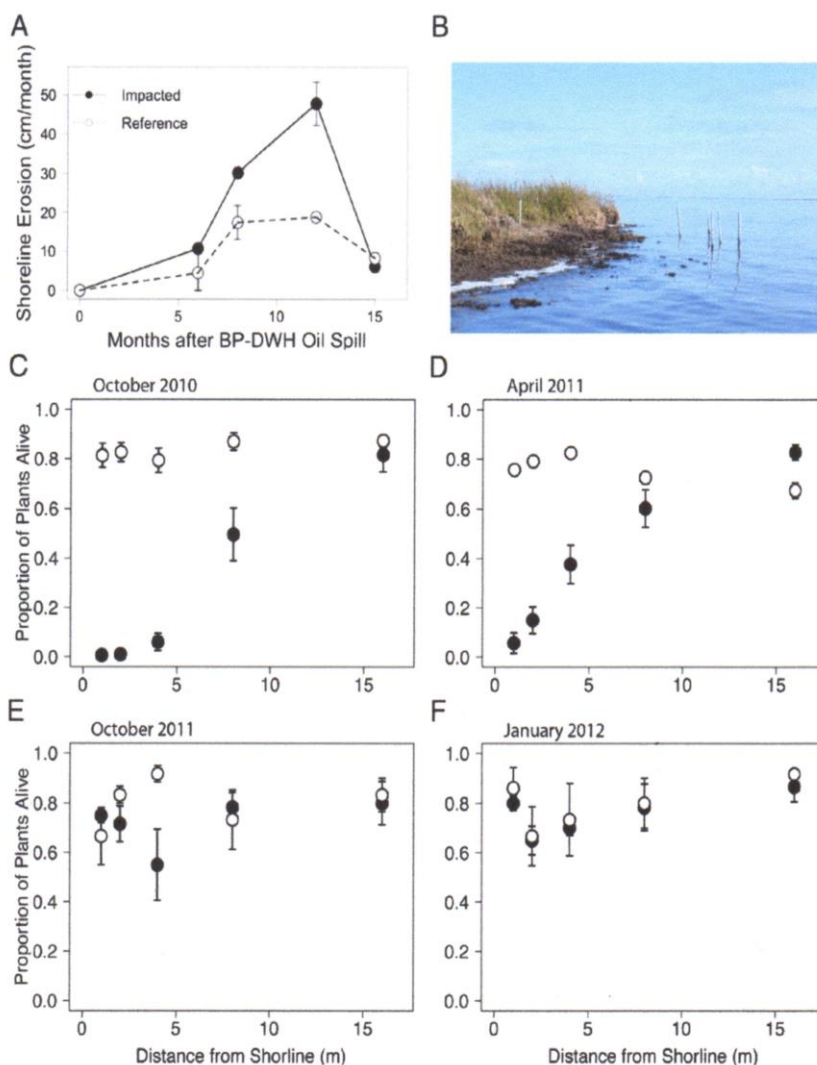 A
Shoreline Erosion (cm/month)
50
40
30
20
10
0
Impacted
Reference
0 5 10 15
Months after BP-DWH Oil Spill
B
C
October 2010
Proportion of Plants Alive
1.0
0.8
0.6
0.4
0.2
0.0
0 5 10 15
D
April 2011
1.0
0.8
0.6
0.4
0.2
0.0
0 5 10 15
E
October 2011
Proportion of Plants Alive
1.0
0.8
0.6
0.4
0.2
0.0
0 5 10 15
Distance from Shorline (m)
F
January 2012
1.0
0.8
0.6
0.4
0.2
0.0
0 5 10 15
Distance from Shorline (m)